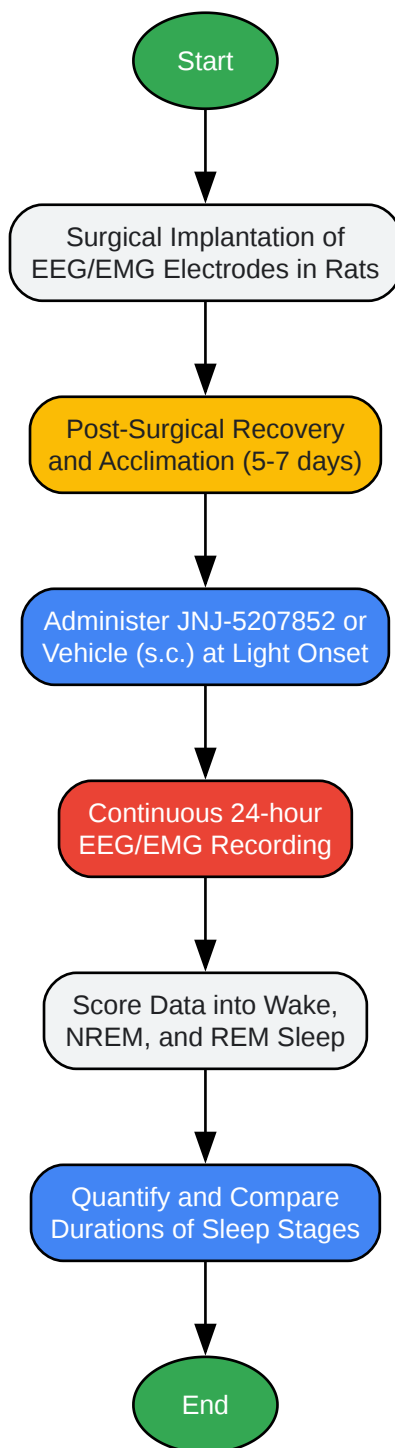 Start
Surgical Implantation of
EEG/EMG Electrodes in Rats
Post-Surgical Recovery
and Acclimation (5-7 days)
Administer JNJ-5207852 or
Vehicle (s.c.) at Light Onset
Continuous 24-hour
EEG/EMG Recording
Score Data into Wake,
NREM, and REM Sleep
Quantify and Compare
Durations of Sleep Stages
End